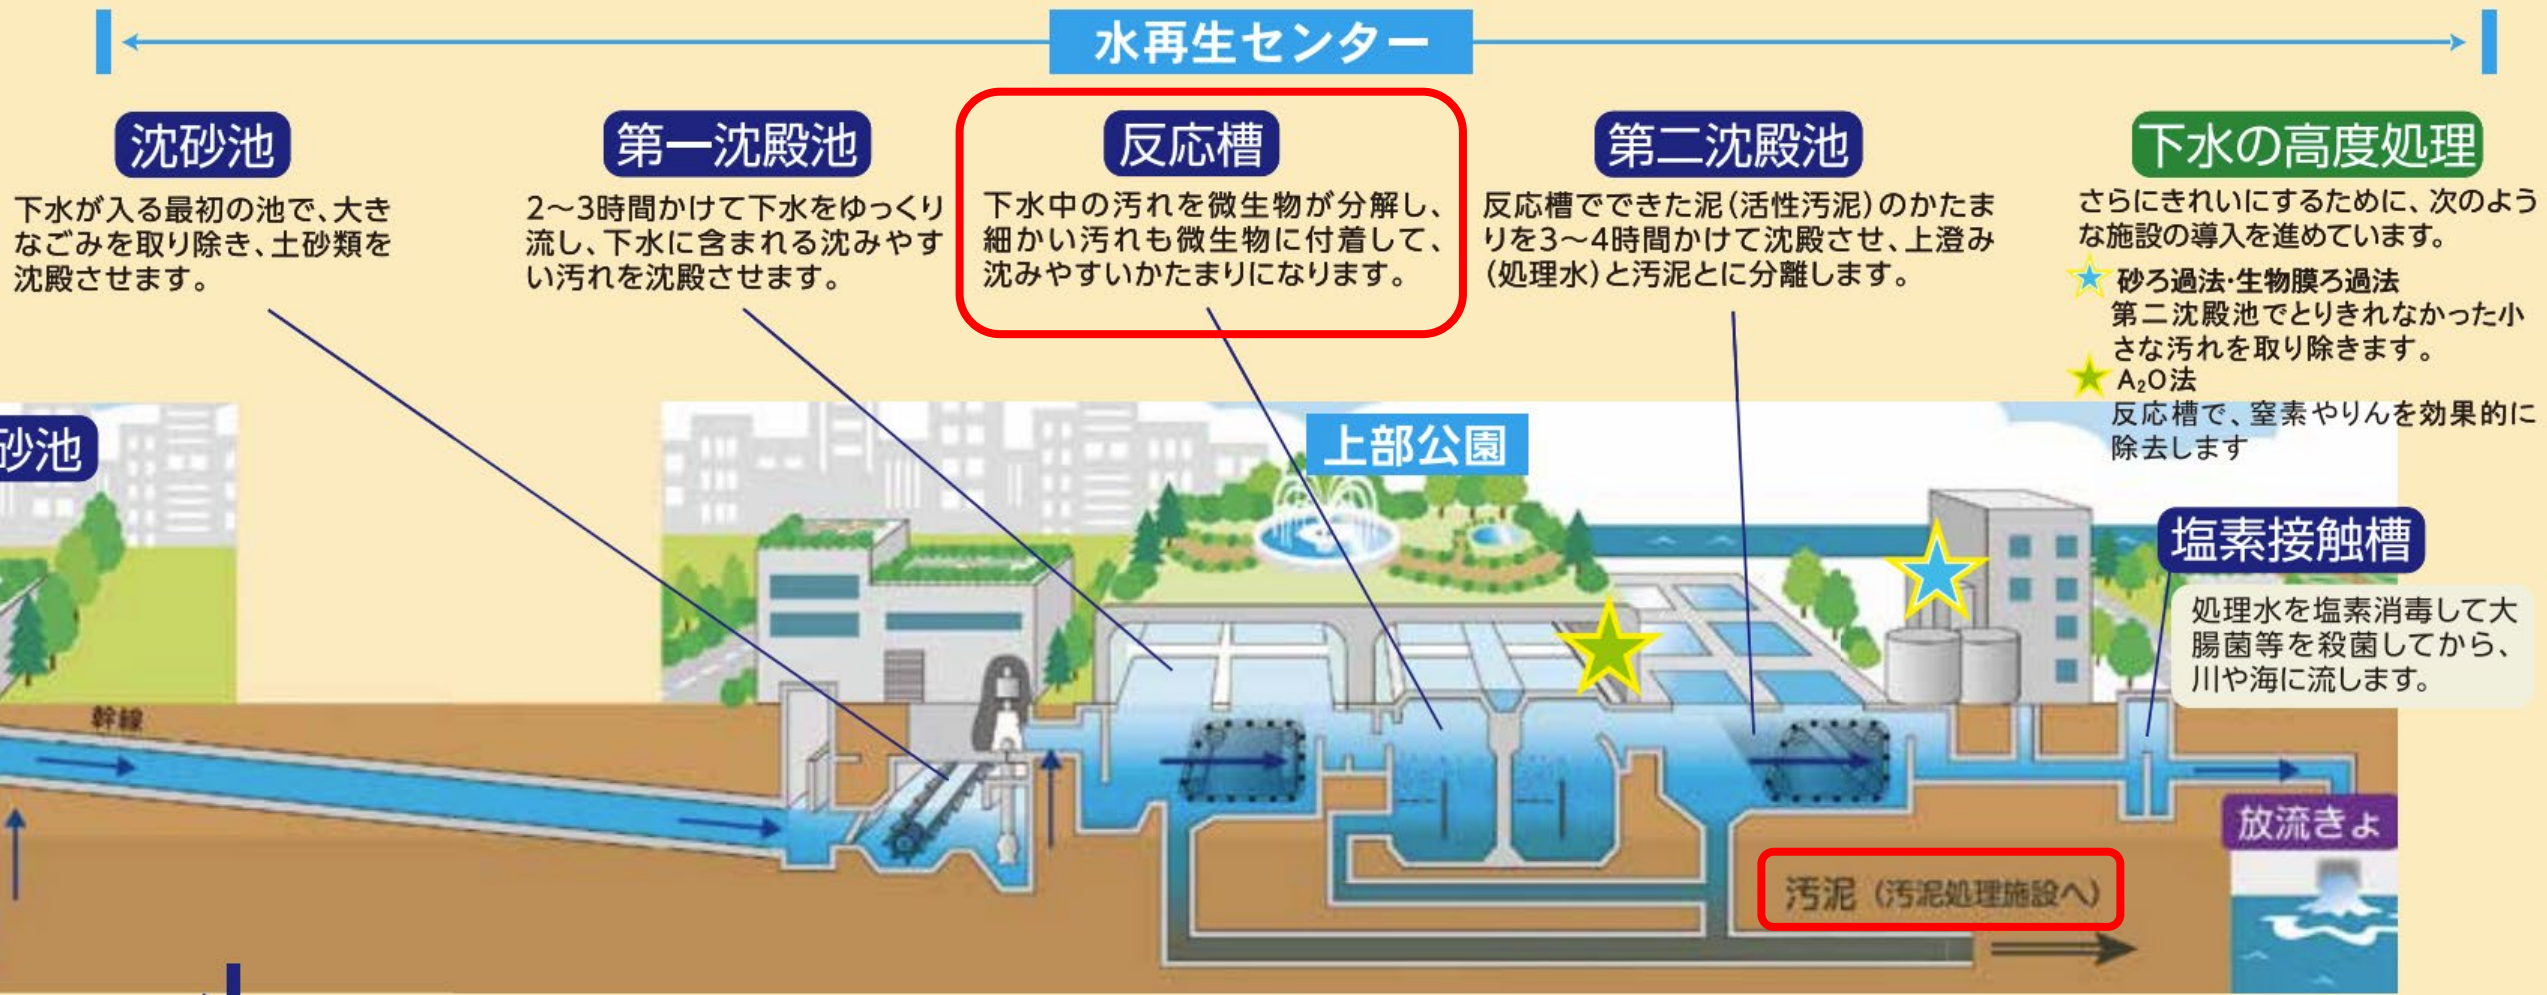 水再生センター
沈砂池
下水が入る最初の池で、大き
なごみを取り除き、土砂類を
沈殿させます。
第一沈殿池
2～3時間かけて下水をゆっくり
流し、下水に含まれる沈みやす
い汚れを沈殿させます。
反応槽
下水中の汚れを微生物が分解し、
細かい汚れも微生物に付着して、
沈みやすいかたまりになります。
第二沈殿池
反応槽でできた泥（活性汚泥）のかたま
りを3～4時間かけて沈殿させ、上澄み
（処理水）と汚泥とに分離します。
下水の高度処理
さらにきれいにするために、次のよう
な施設の導入を進めています。
砂ろ過法・生物膜ろ過法
第二沈殿池でとりきれなかった小
さな汚れを取り除きます。
A₂O法
反応槽で、窒素やりんを効果的に
除去します
砂池
上部公園
塩素接触槽
処理水を塩素消毒して大
腸菌等を殺菌してから、
川や海に流します。
幹線
放流きょ
汚泥（汚泥処理施設へ）